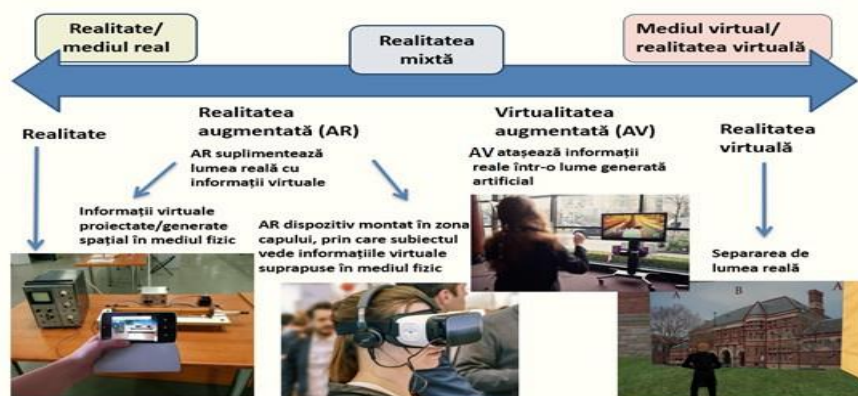 Realitate/
mediul real
Realitatea
mixtă
Mediul virtual/
realitatea virtuală
Realitate
Realitatea
augmentată (AR)
AR suplimentează
lumea reală cu
informații virtuale
Informații virtuale
proiectate/generate
spațial în mediul fizic
AR dispozitiv montat în zona
capului, prin care subiectul
vede informațiile virtuale
suprapuse în mediul fizic
Virtualitatea
augmentată (AV)
AV atașează informații
reale într-o lume generată
artificial
Realitatea
virtuală
Separarea de
lumea reală
A
B
A